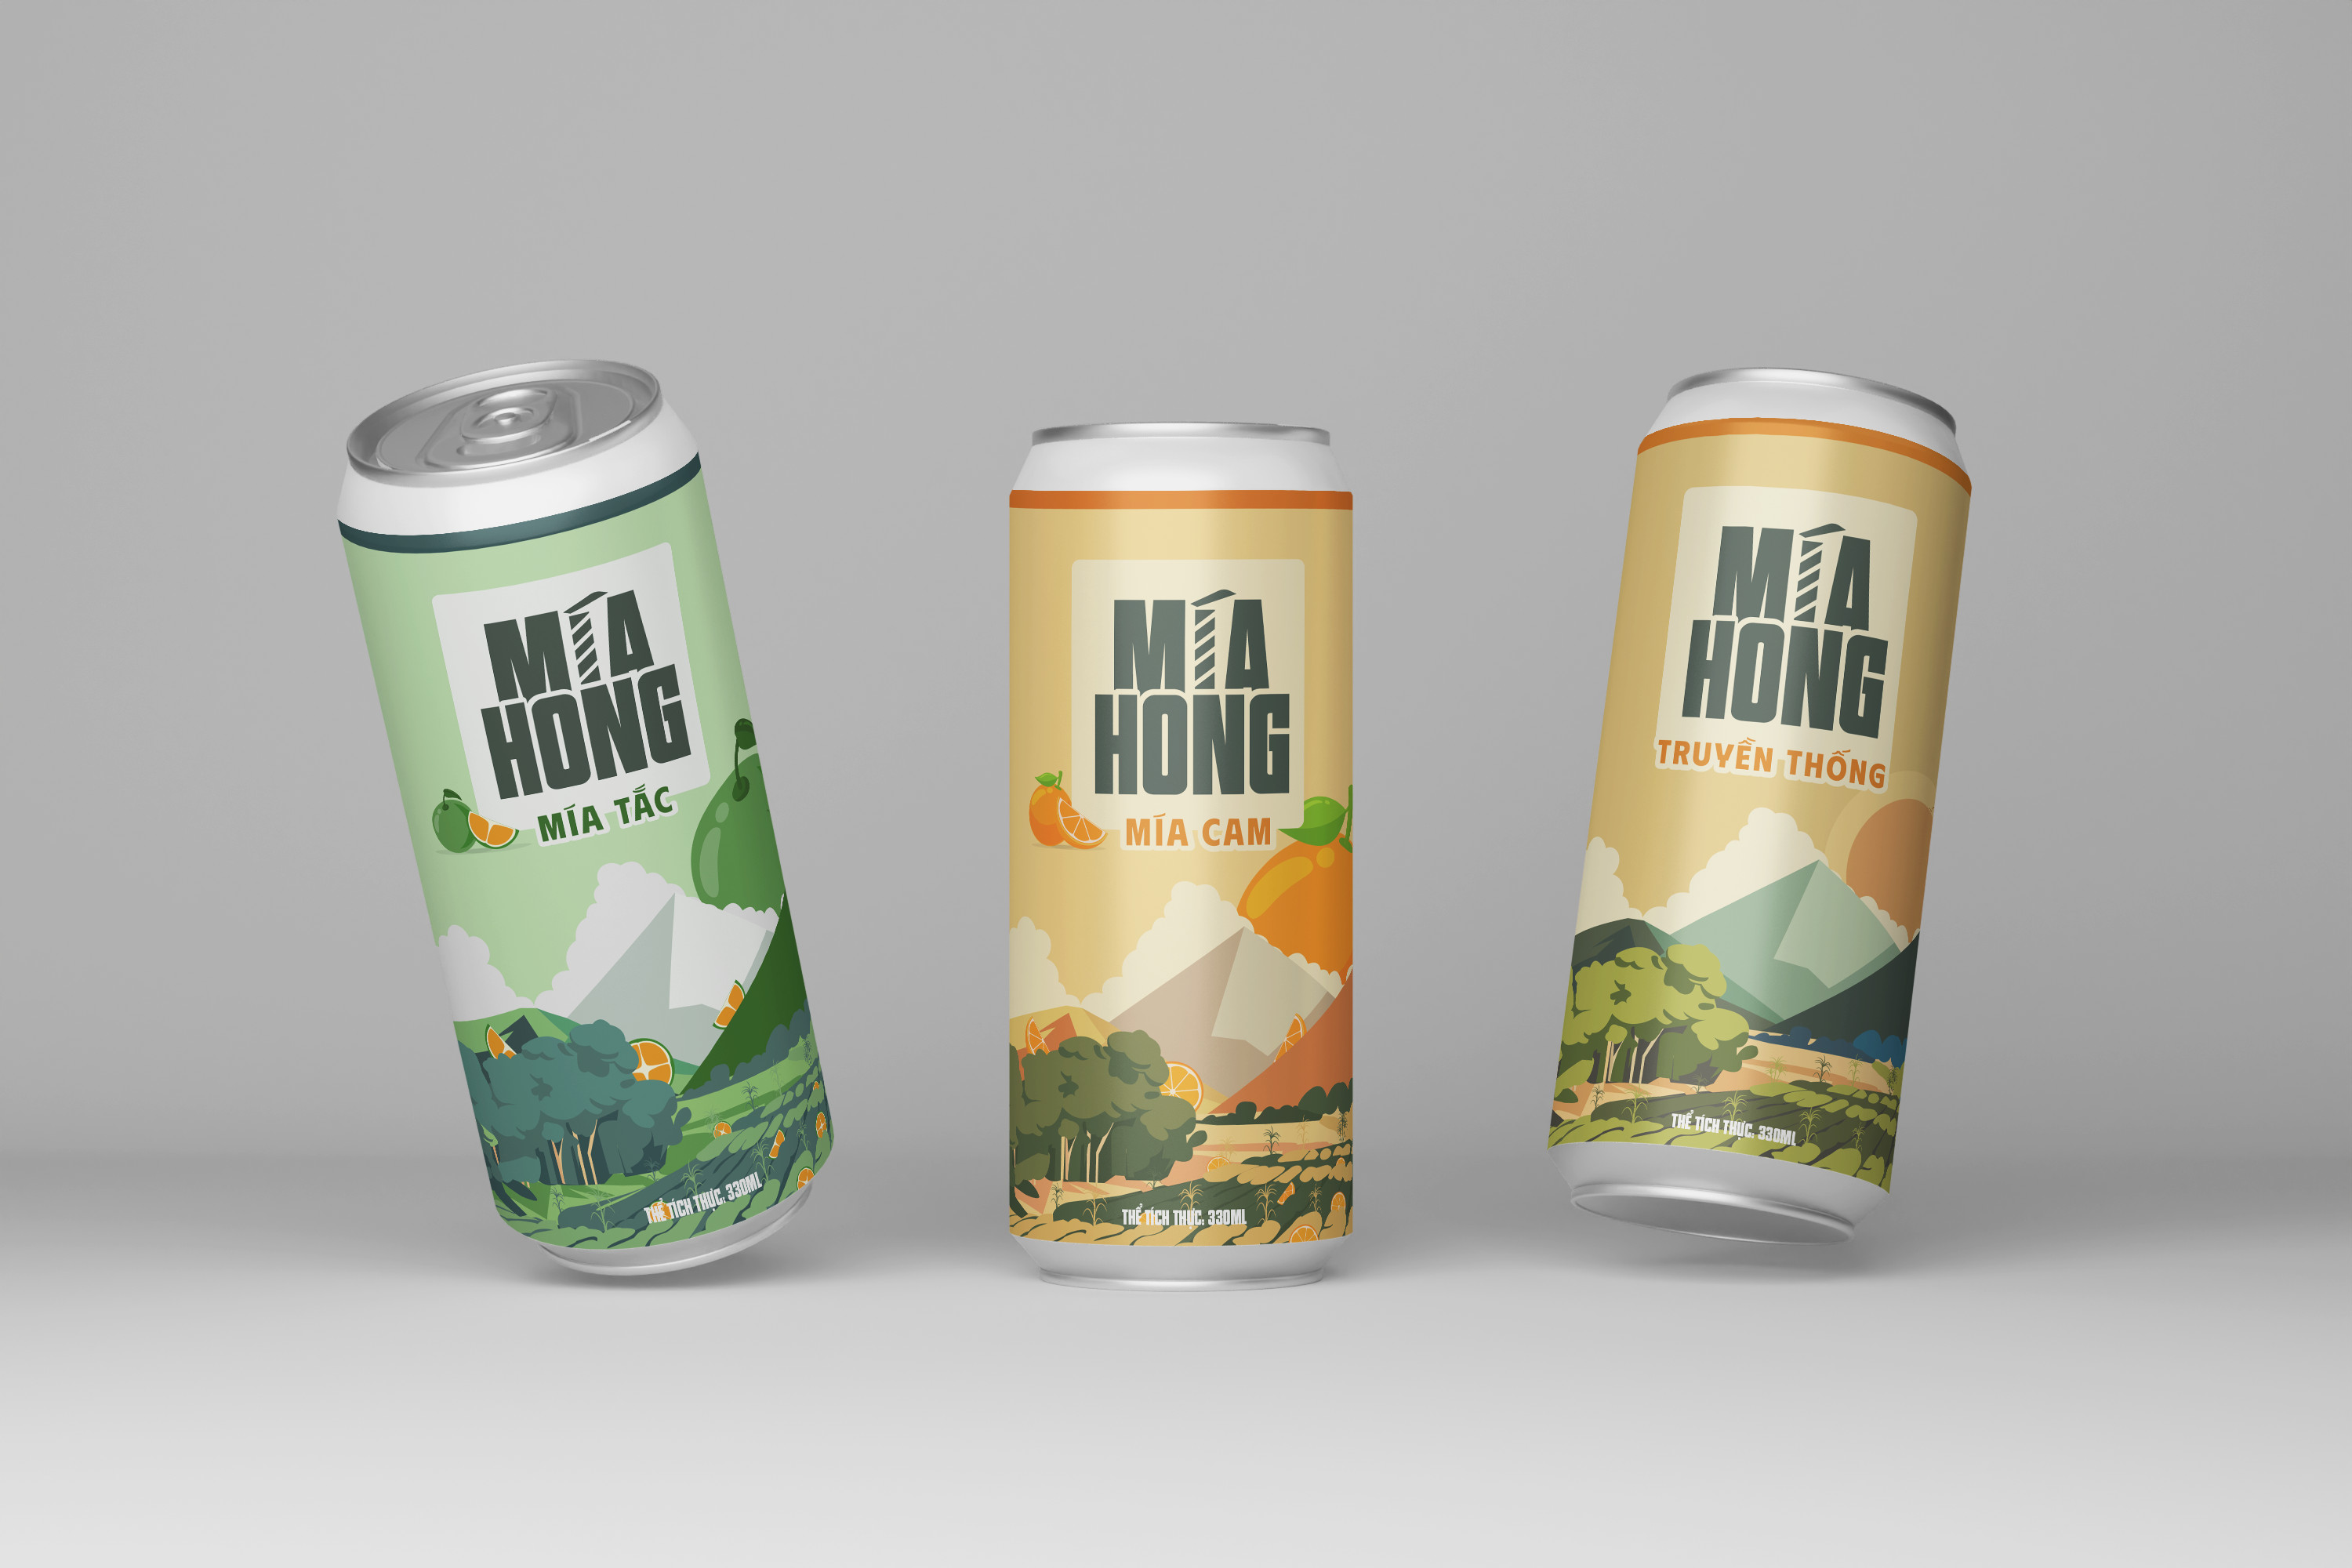 MÍA
HONG
MÍA TẮC
THỂ TÍCH THỰC: 330ML
MÍA
HONG
MÍA CAM
THỂ TÍCH THỰC: 330ML
MÍA
HONG
TRUYỀN THỐNG
THỂ TÍCH THỰC: 330ML